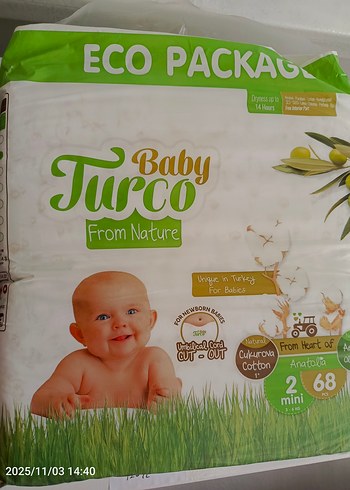 ECO PACKAGE
Dryness up to
14 Hours
Baby
Turco
From Nature
Unique in Turkey
For Babies
FOR NEWBORN BABIES
Umbilical Cord
CUT - OUT
Natural
Cukurova
Cotton
From Heart of
Anatolia
2
mini
68
2025/11/03 14:40